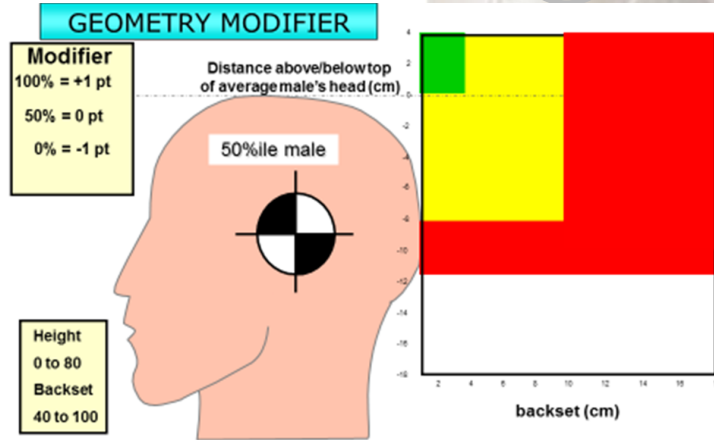 GEOMETRY MODIFIER
Modifier
100% = +1 pt
50% = 0 pt
0% = -1 pt
Distance above/below top
of average male's head (cm)
50%ile male
4
2
0
-2
-4
-6
-8
-10
-12
-14
-16
-18
2 4 6 8 10 12 14 16
Height
0 to 80
Backset
40 to 100
backset (cm)